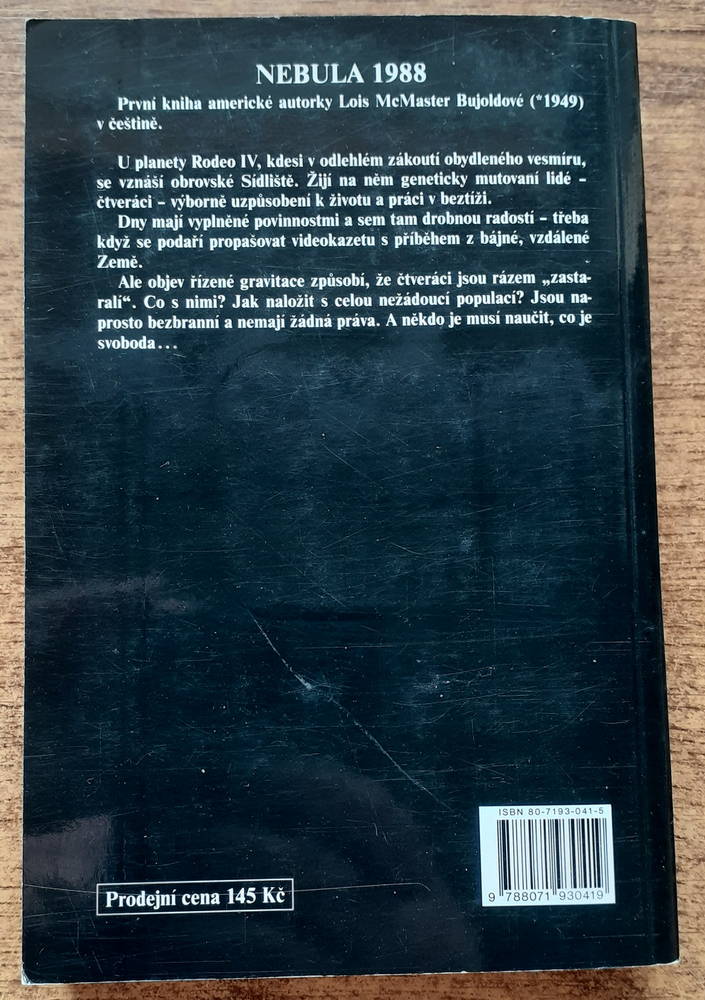 NEBULA 1988
První kniha americké autorky Lois McMaster Bujoldové (*1949)
v češtině.
U planety Rodeo IV, kdesi v odlehlém zákoutí obydleného vesmíru,
se vznáší obrovské Sídliště. Žijí na něm geneticky mutovaní lidé –
čtveráci – výborně uzpůsobení k životu a práci v beztíži.
Dny mají vyplněné povinnostmi a sem tam drobnou radostí – třeba
když se podaří propašovat videokazetu s příběhem z bájné, vzdálené
Země.
Ale objev řízené gravitace způsobí, že čtveráci jsou rázem „zasta-
ralí“. Co s nimi? Jak naložit s celou nežádoucí populací? Jsou na-
prosto bezbranní a nemají žádná práva. A někdo je musí naučit, co je
svoboda...
ISBN 80-7193-041-5
9 788071 930419
Prodejní cena 145 Kč